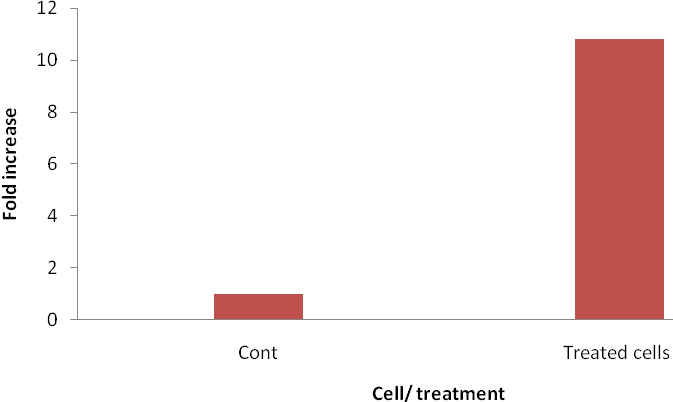 12
10
8
6
4
2
0
Fold increase
Cont
Treated cells
Cell/ treatment